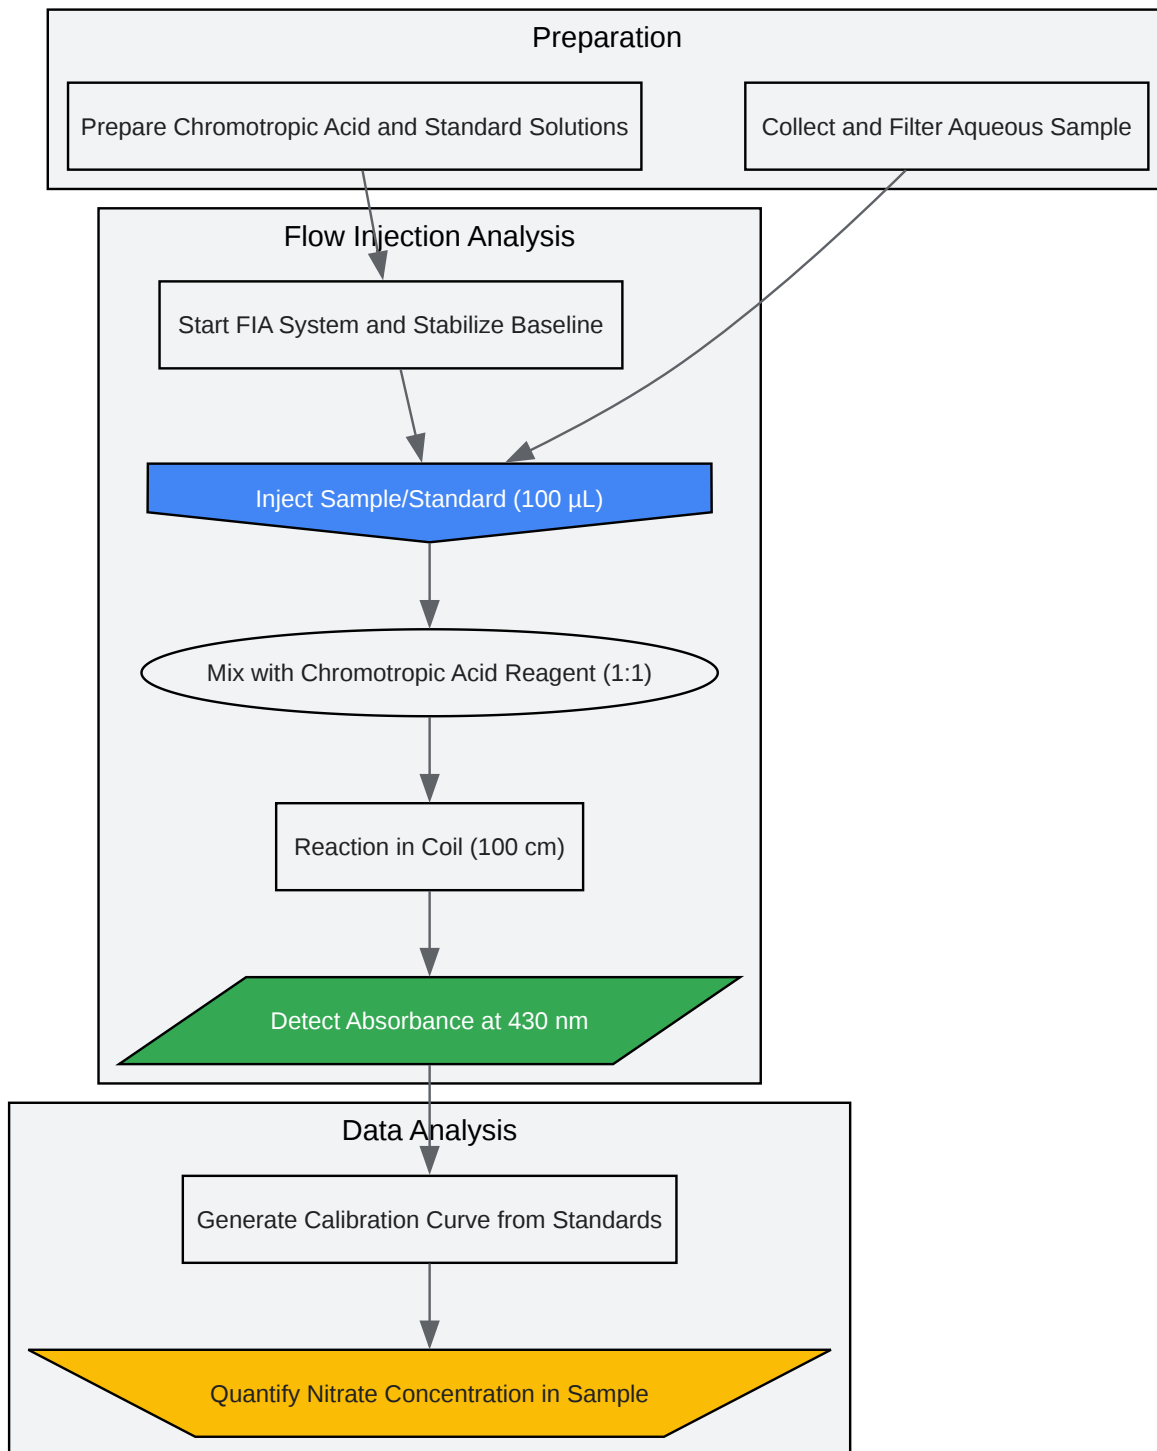 Preparation
Prepare Chromotropic Acid and Standard Solutions
Collect and Filter Aqueous Sample
Flow Injection Analysis
Start FIA System and Stabilize Baseline
Inject Sample/Standard (100 µL)
Mix with Chromotropic Acid Reagent (1:1)
Reaction in Coil (100 cm)
Detect Absorbance at 430 nm
Data Analysis
Generate Calibration Curve from Standards
Quantify Nitrate Concentration in Sample